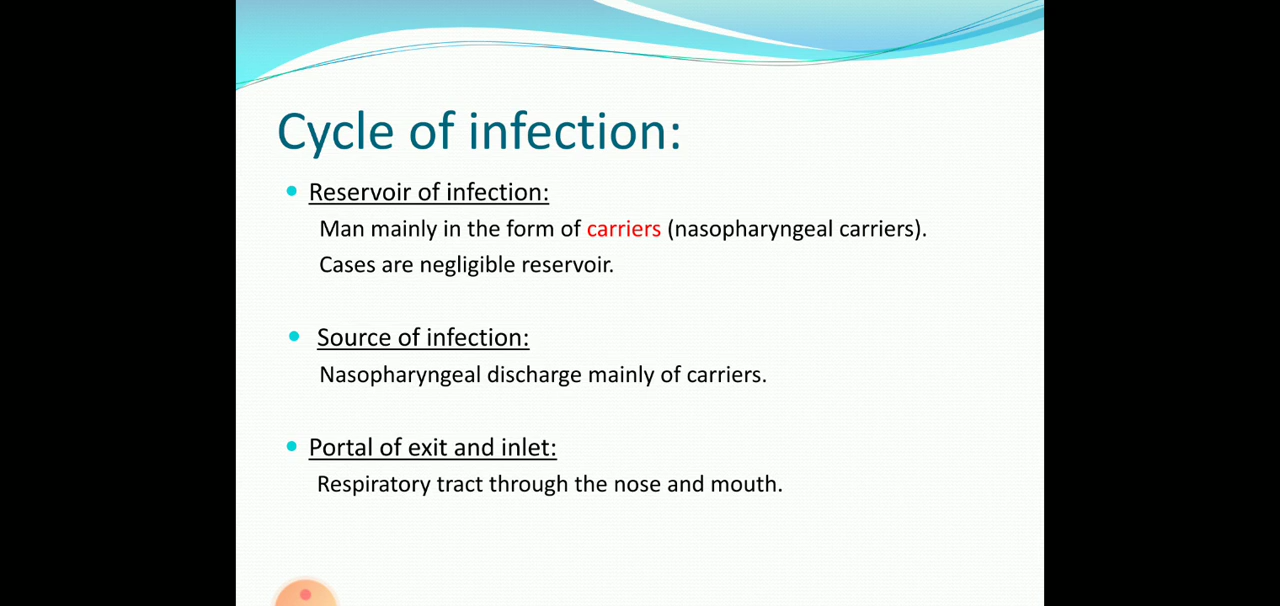 Cycle of infection:
Reservoir of infection:
Man mainly in the form of carriers (nasopharyngeal carriers).
Cases are negligible reservoir.
Source of infection:
Nasopharyngeal discharge mainly of carriers.
Portal of exit and inlet:
Respiratory tract through the nose and mouth.